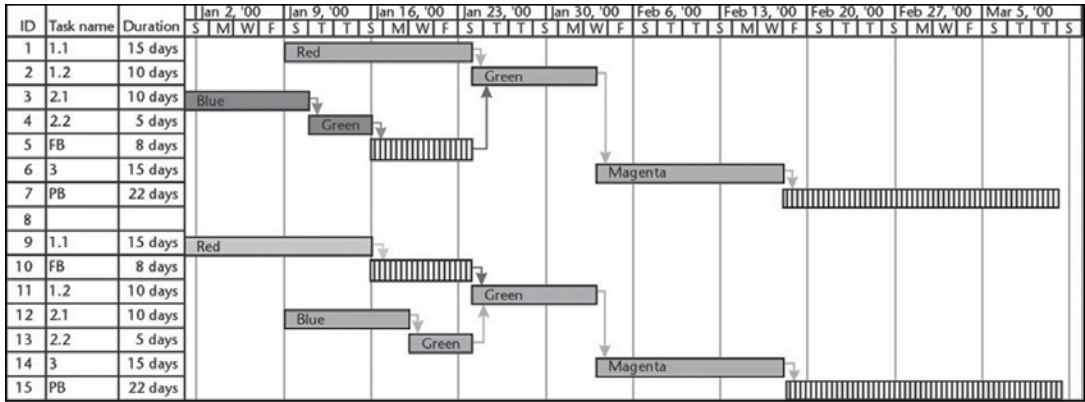 Jan 2, '00 Jan 9, '00 Jan 16, '00 Jan 23, '00 Jan 30, '00 Feb 6, '00 Feb 13, '00 Feb 20, '00 Feb 27, '00 Mar 5, '00
ID Task name Duration S M W F S T T S M W F S T T S M W F S T T S M W F S T T S M W F S T T S
1 1.1 15 days Red
2 1.2 10 days Green
3 2.1 10 days Blue
4 2.2 5 days Green
5 FB 8 days
6 3 15 days Magenta
7 PB 22 days
8
9 1.1 15 days Red
10 FB 8 days
11 1.2 10 days Green
12 2.1 10 days Blue
13 2.2 5 days Green
14 3 15 days Magenta
15 PB 22 days